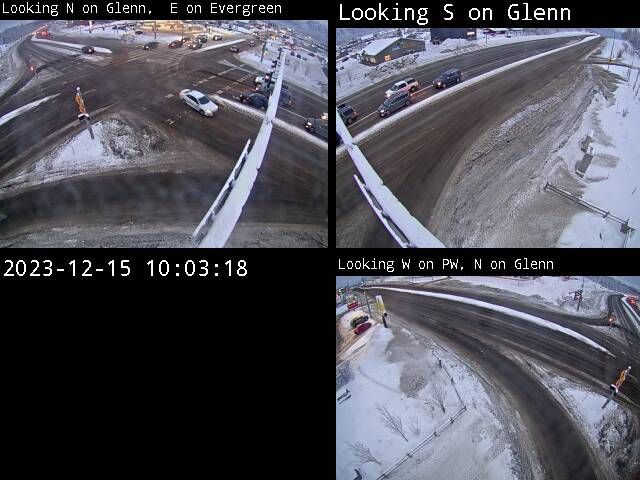 Looking N on Glenn, E on Evergreen
Looking S on Glenn
2023-12-15 10:03:18
Looking W on PW, N on Glenn